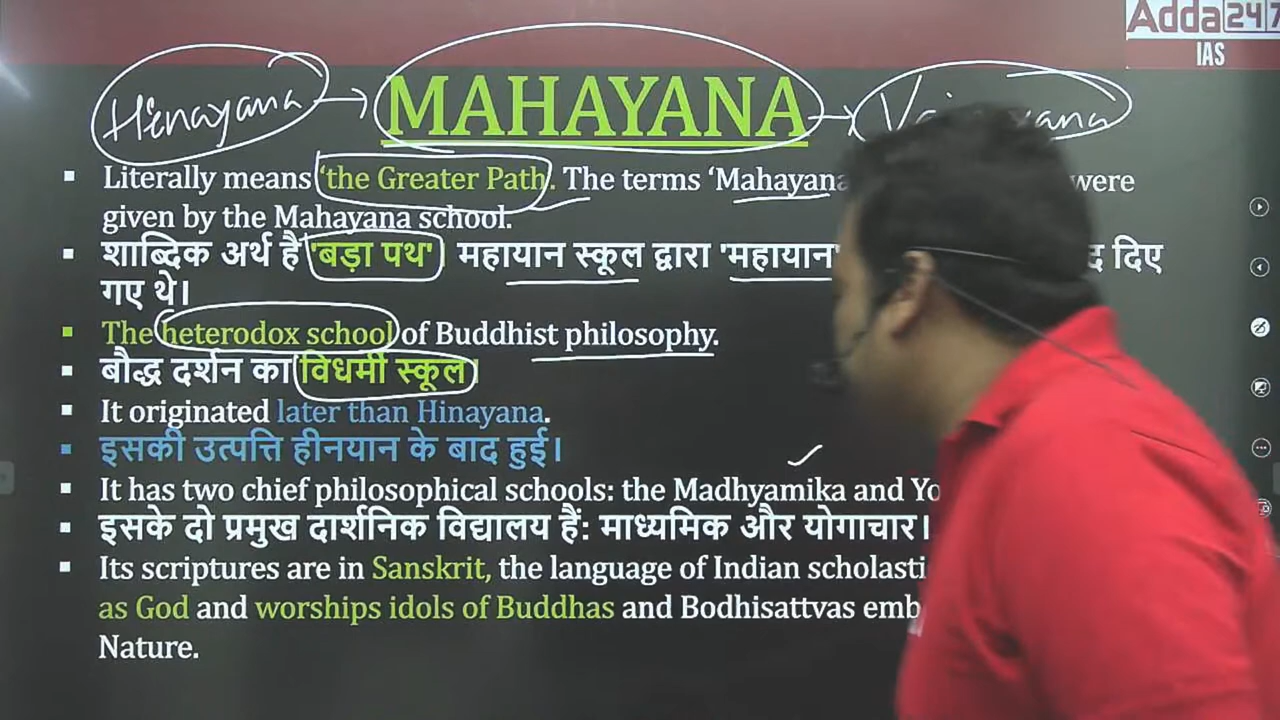 Adda247
IAS
Hinayana → MAHAYANA →
Literally means 'the Greater Path'. The terms 'Mahayana were
given by the Mahayana school.
शाब्दिक अर्थ है 'बड़ा पथ' महायान स्कूल द्वारा 'महायान' दिए
गए थे।
The heterodox school of Buddhist philosophy.
बौद्ध दर्शन का विधर्मी स्कूल।
It originated later than Hinayana.
इसकी उत्पत्ति हीनयान के बाद हुई।
It has two chief philosophical schools: the Madhyamika and
इसके दो प्रमुख दार्शनिक विद्यालय हैं: माध्यमिक और योगाचार।
Its scriptures are in Sanskrit, the language of Indian
as God and worships idols of Buddhas and Bodhisattvas
Nature.